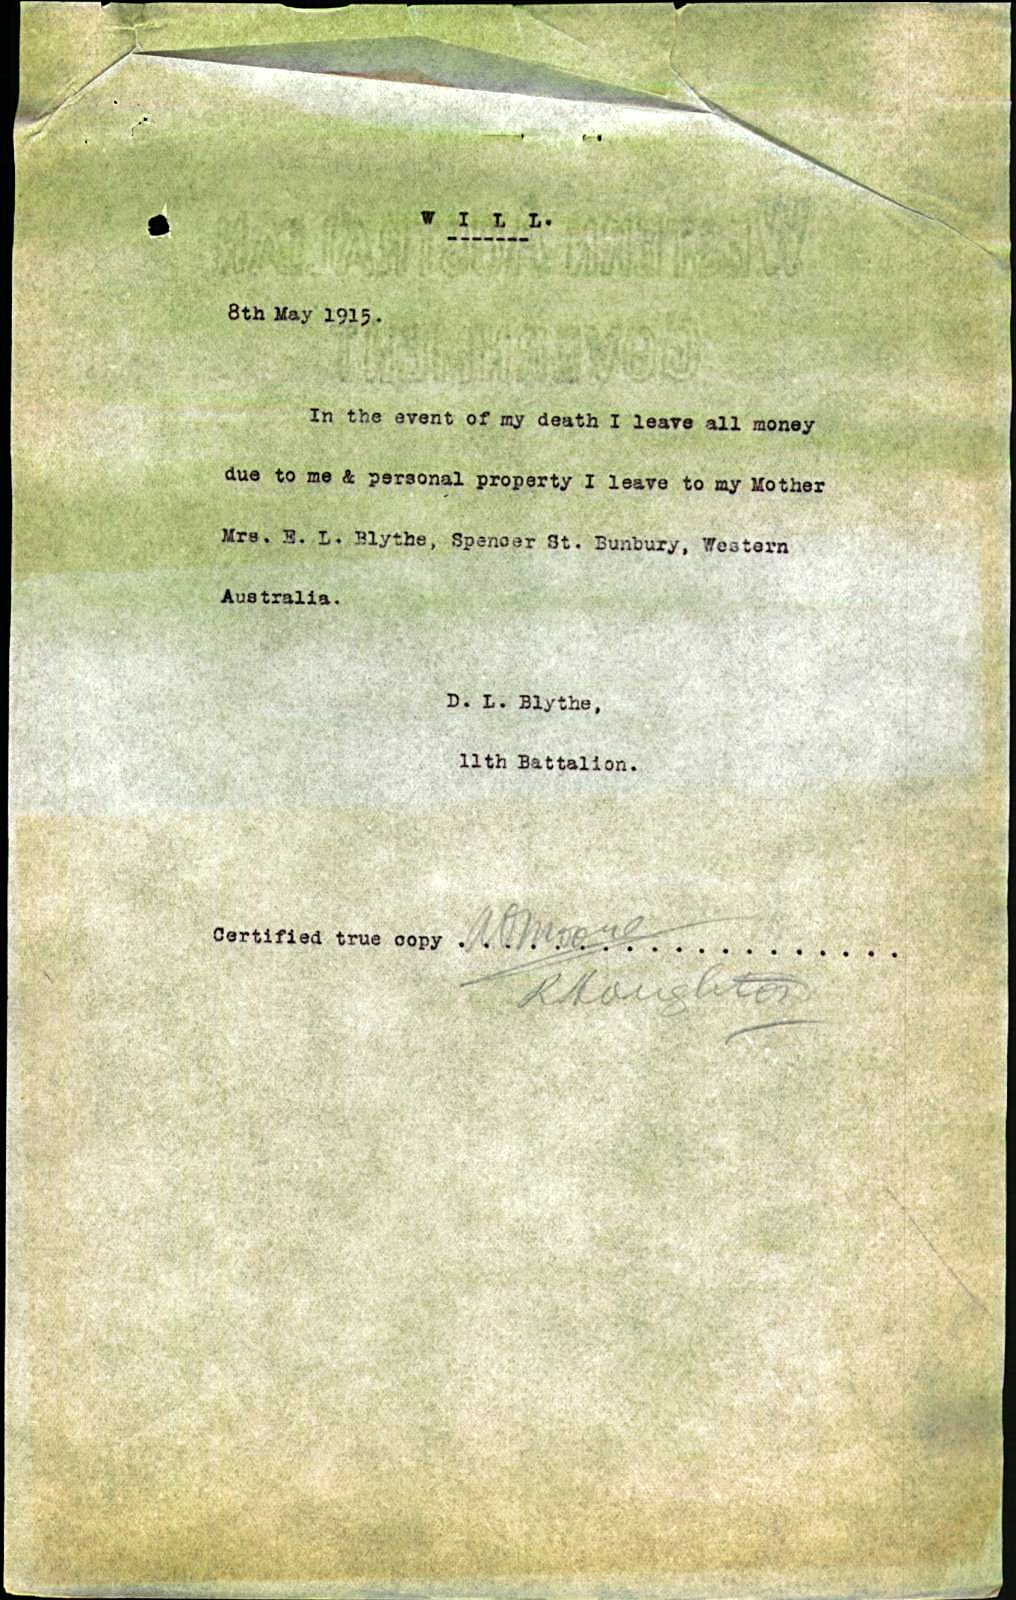 W I L L.
8th May 1915.
In the event of my death I leave all money
due to me & personal property I leave to my Mother
Mrs. E. L. Blythe, Spencer St. Bunbury, Western
Australia.
D. L. Blythe,
11th Battalion.
Certified true copy . . . . . . . . . . . . . . . . . . .
R Houghton